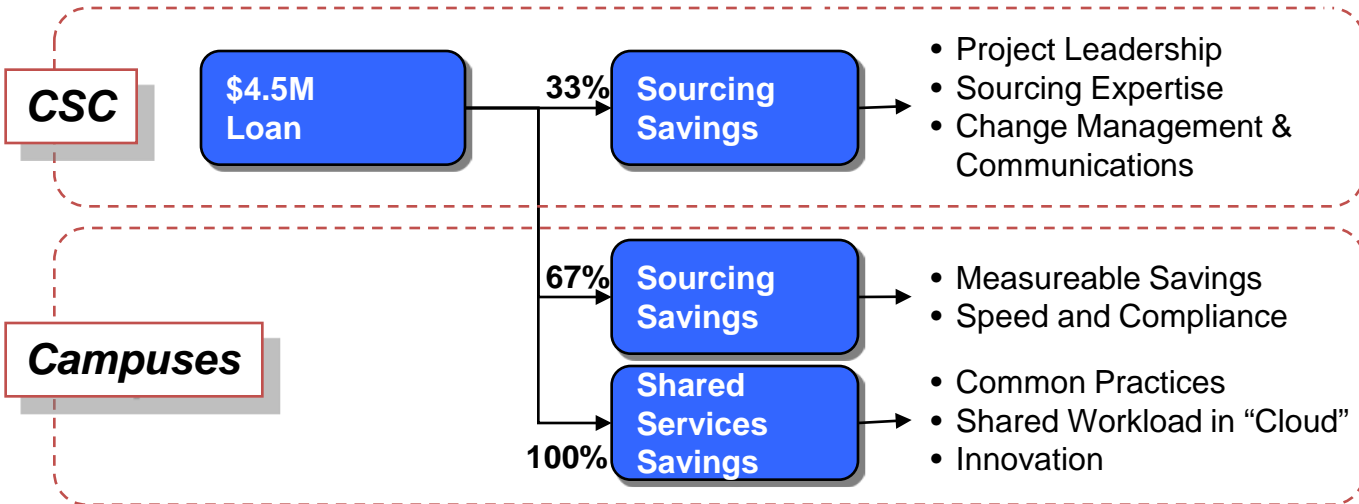 CSC
$4.5M
Loan
33%
Sourcing
Savings
• Project Leadership
• Sourcing Expertise
• Change Management &
Communications
Campuses
67%
Sourcing
Savings
• Measureable Savings
• Speed and Compliance
100%
Shared
Services
Savings
• Common Practices
• Shared Workload in “Cloud”
• Innovation